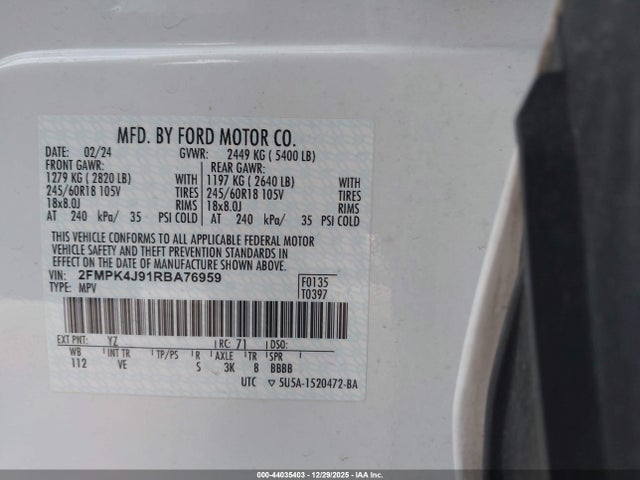 MFD. BY FORD MOTOR CO.
DATE: 02/24 GVWR: 2449 KG ( 5400 LB)
FRONT GAWR: REAR GAWR:
1279 KG ( 2820 LB) WITH 1197 KG ( 2640 LB) WITH
245/60R18 105V TIRES 245/60R18 105V TIRES
18x8.0J RIMS 18x8.0J RIMS
AT 240 kPa/ 35 PSI COLD AT 240 kPa/ 35 PSI COLD
THIS VEHICLE CONFORMS TO ALL APPLICABLE FEDERAL MOTOR
VEHICLE SAFETY AND THEFT PREVENTION STANDARDS IN
EFFECT ON THE DATE OF MANUFACTURE SHOWN ABOVE.
VIN: 2FMPK4J91RBA76959 F0135
TYPE: MPV T0397
EXT PNT: YZ RC: 71 DSO:
WB INT TR TP/PS R AXLE TR SPR
112 VE S 3K 8 BBBB
UTC ▽ 5U5A-1520472-BA
000-44035403 - 12/29/2025 - IAA Inc.